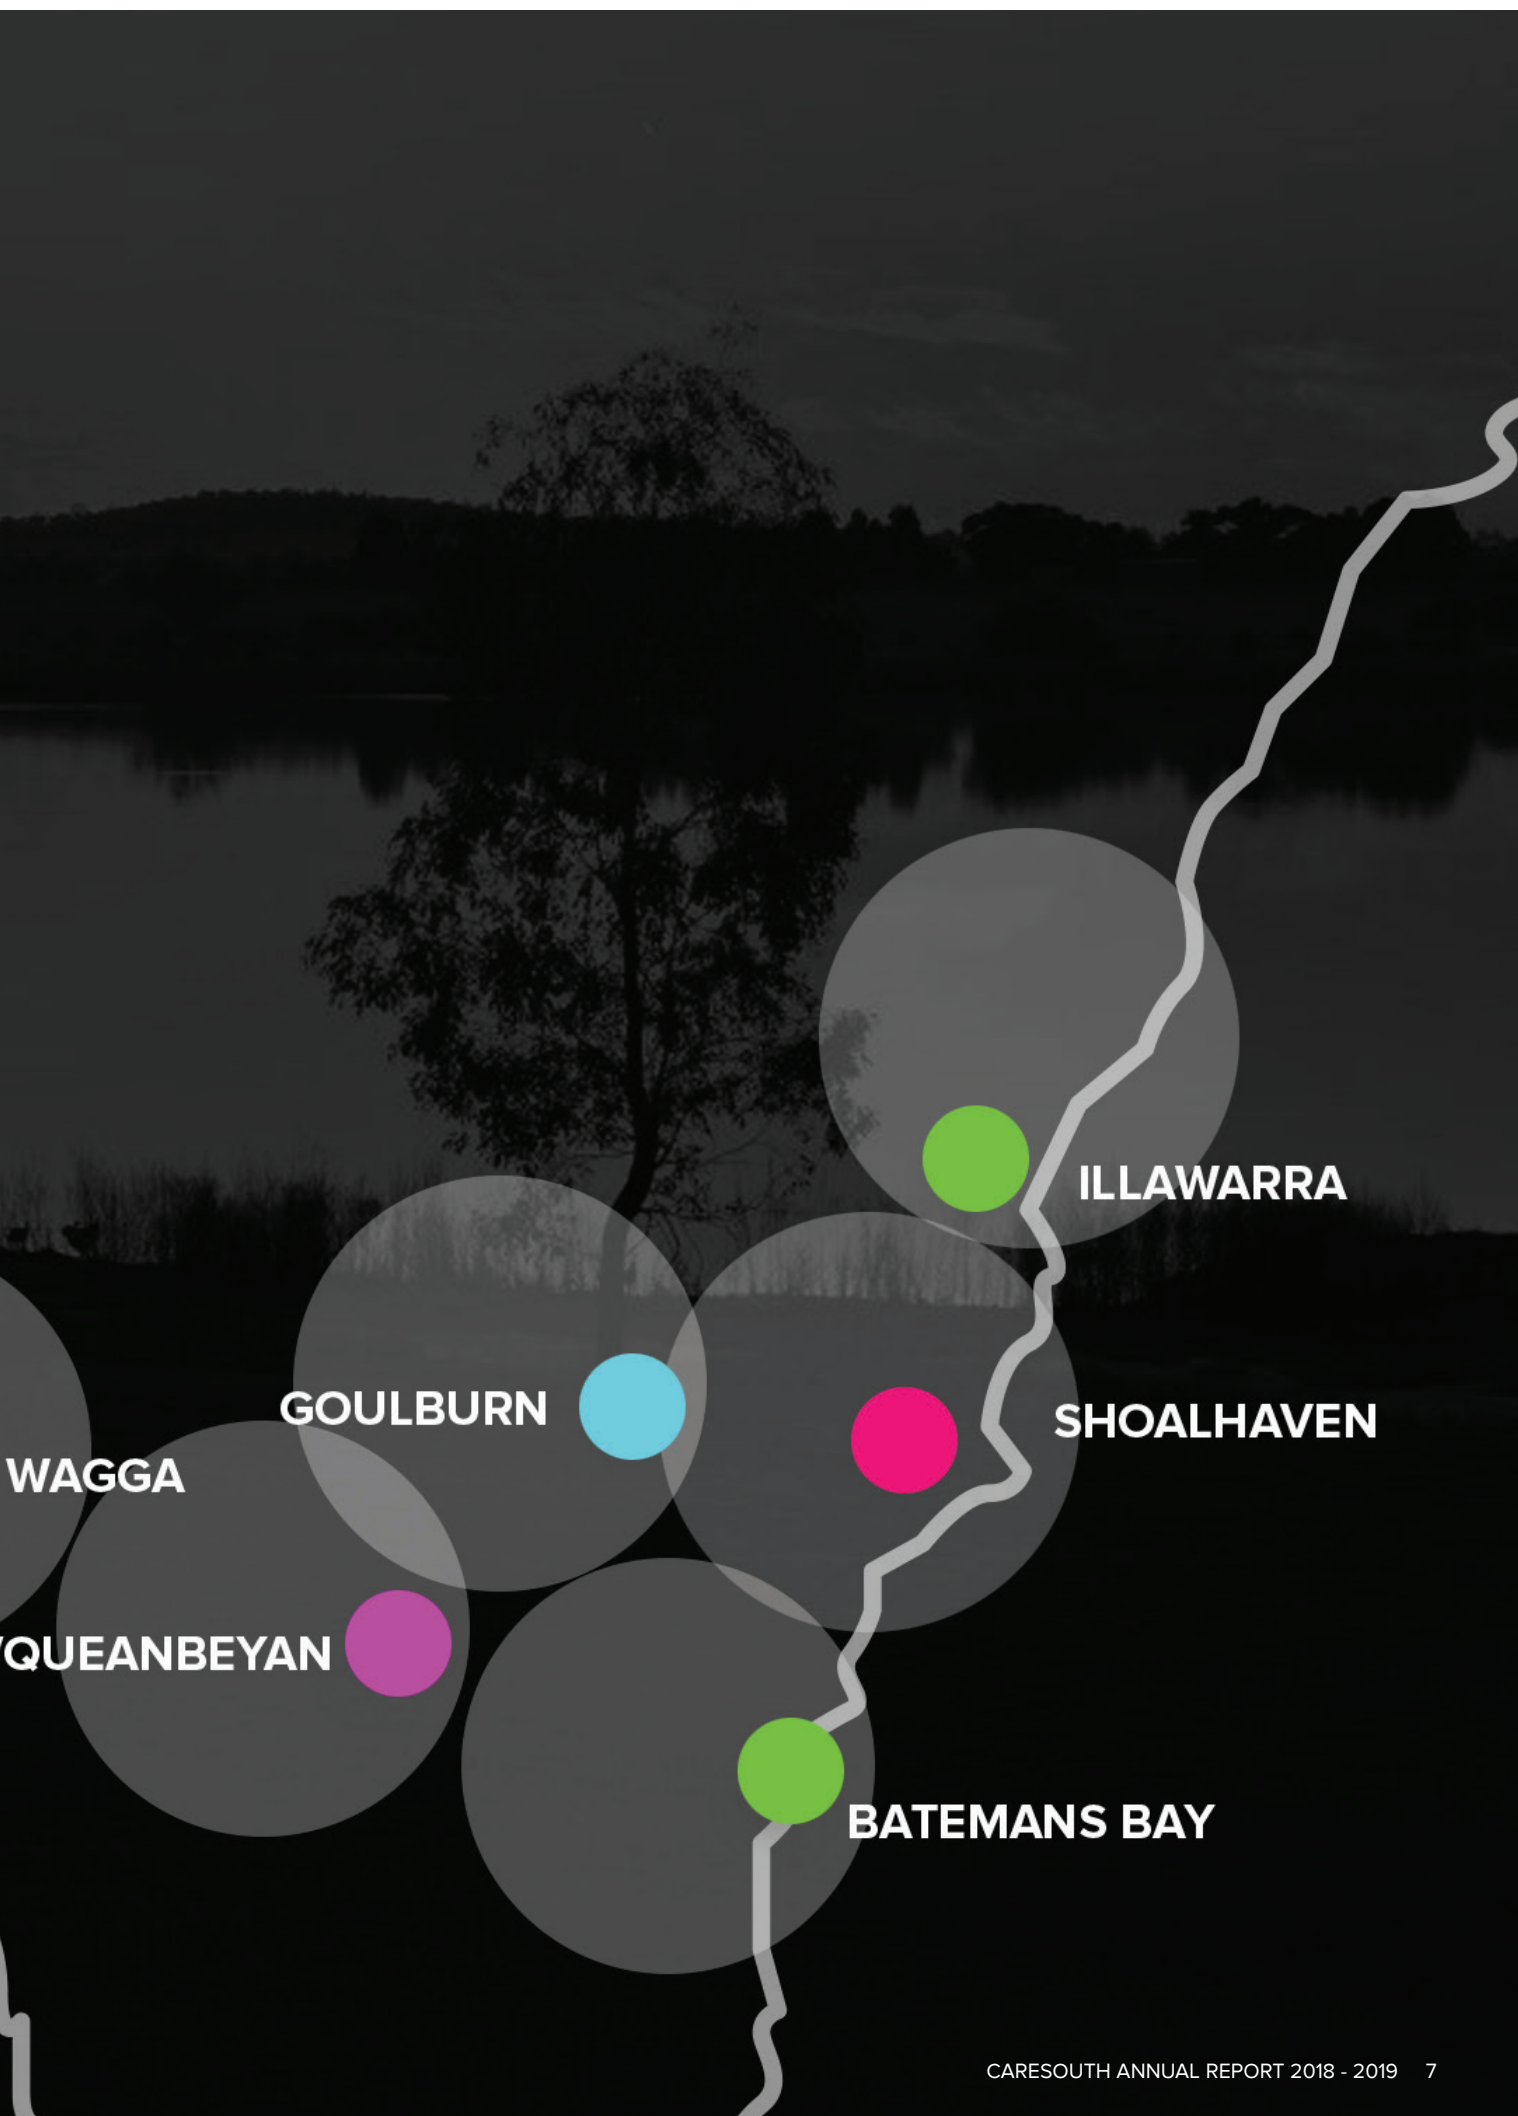 ILLAWARRA
GOULBURN
SHOALHAVEN
WAGGA
/QUEANBEYAN
BATEMANS BAY
CARESOUTH ANNUAL REPORT 2018 - 2019 7